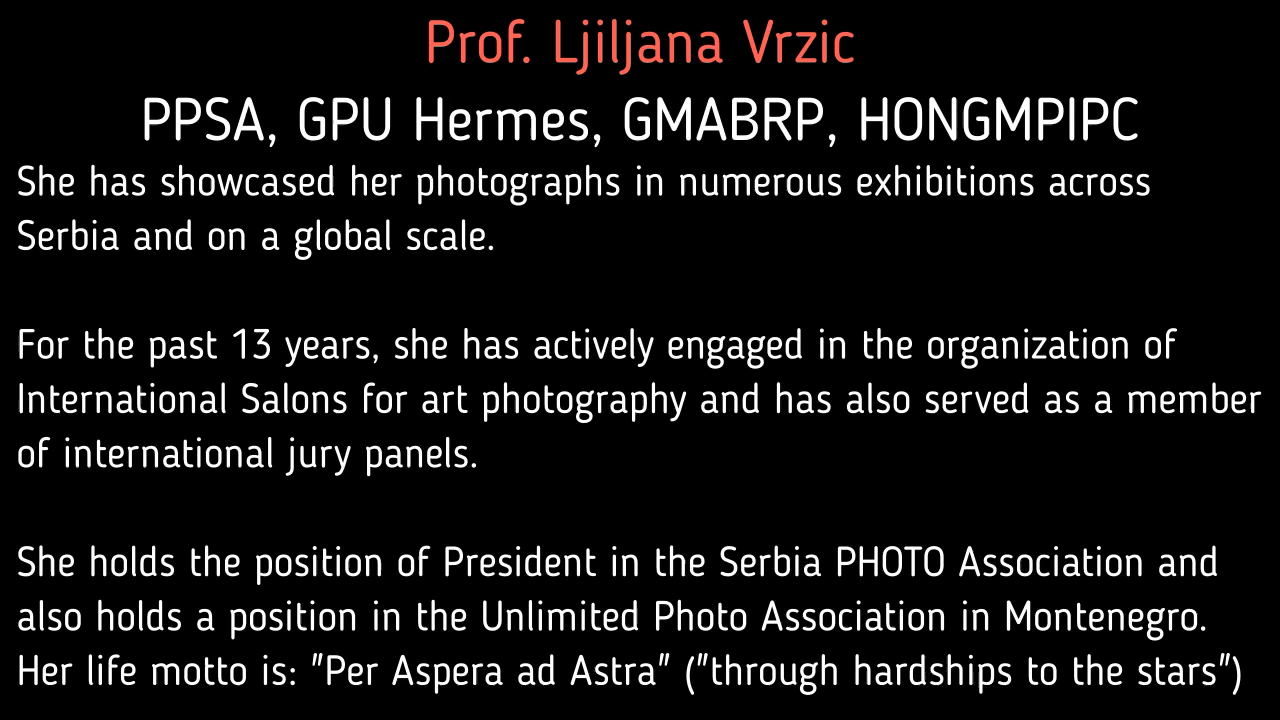 Prof. Ljiljana Vrzic
PPSA, GPU Hermes, GMABRP, HONGMPIPC
She has showcased her photographs in numerous exhibitions across
Serbia and on a global scale.
For the past 13 years, she has actively engaged in the organization of
International Salons for art photography and has also served as a member
of international jury panels.
She holds the position of President in the Serbia PHOTO Association and
also holds a position in the Unlimited Photo Association in Montenegro.
Her life motto is: "Per Aspera ad Astra" ("through hardships to the stars")